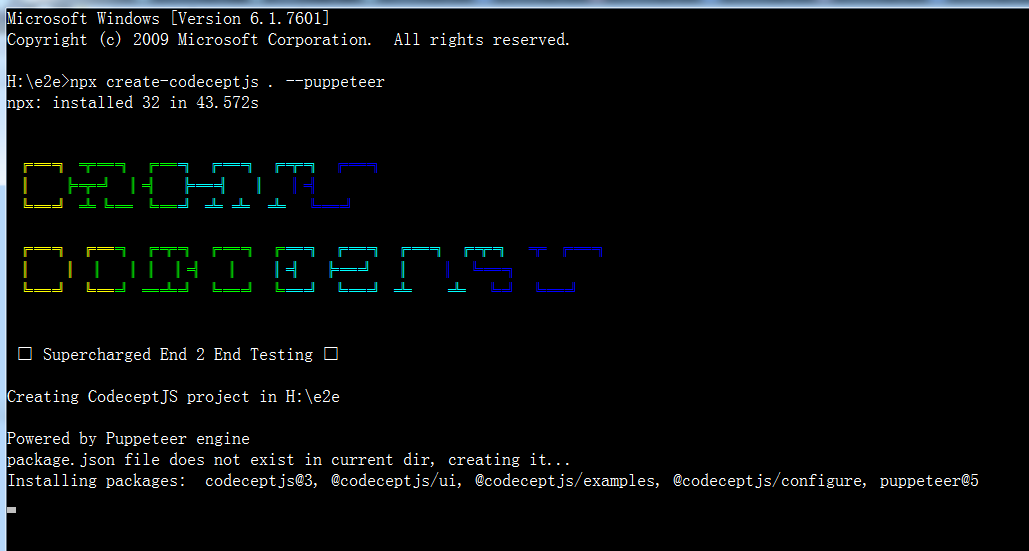 Microsoft Windows [Version 6.1.7601]
Copyright (c) 2009 Microsoft Corporation.  All rights reserved.
H:\e2e>npx create-codeceptjs . --puppeteer
npx: installed 32 in 43.572s
Supercharged End 2 End Testing
Creating CodeceptJS project in H:\e2e
Powered by Puppeteer engine
package.json file does not exist in current dir, creating it...
Installing packages:  codeceptjs@3, @codeceptjs/ui, @codeceptjs/examples, @codeceptjs/configure, puppeteer@5